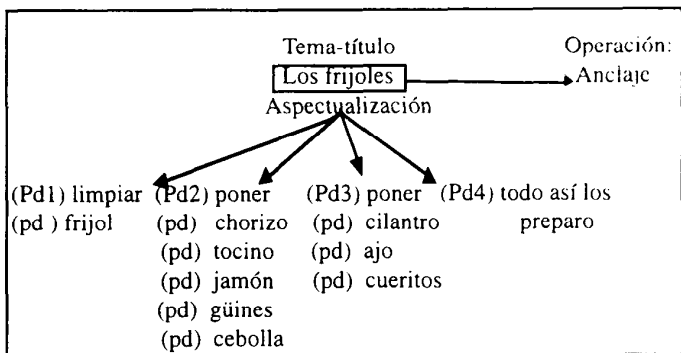 Tema-título Operación:
Los frijoles Anclaje
Aspectualización
(Pd1) limpiar (Pd2) poner (Pd3) poner (Pd4) todo así los
(pd ) frijol (pd) chorizo (pd) cilantro preparo
(pd) tocino (pd) ajo
(pd) jamón (pd) cueritos
(pd) güines
(pd) cebolla